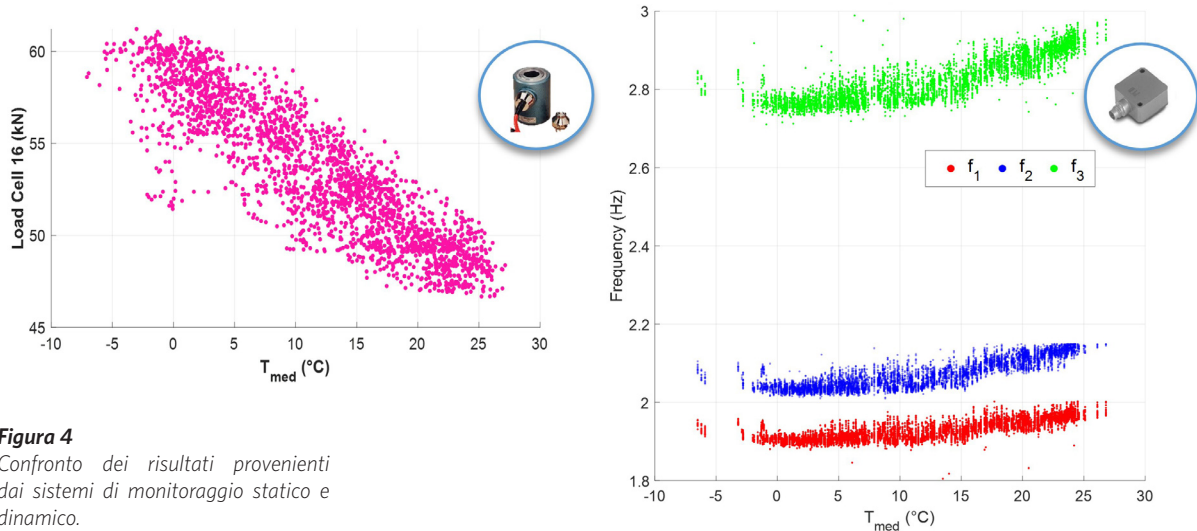 60
55
50
45
Load Cell 16 (kN)
-10 -5 0 5 10 15 20 25 30
T_med (°C)
3
2.8
2.6
2.4
2.2
2
1.8
Frequency (Hz)
f_1 f_2 f_3
-10 -5 0 5 10 15 20 25 30
T_med (°C)
Figura 4
Confronto dei risultati provenienti
dai sistemi di monitoraggio statico e
dinamico.